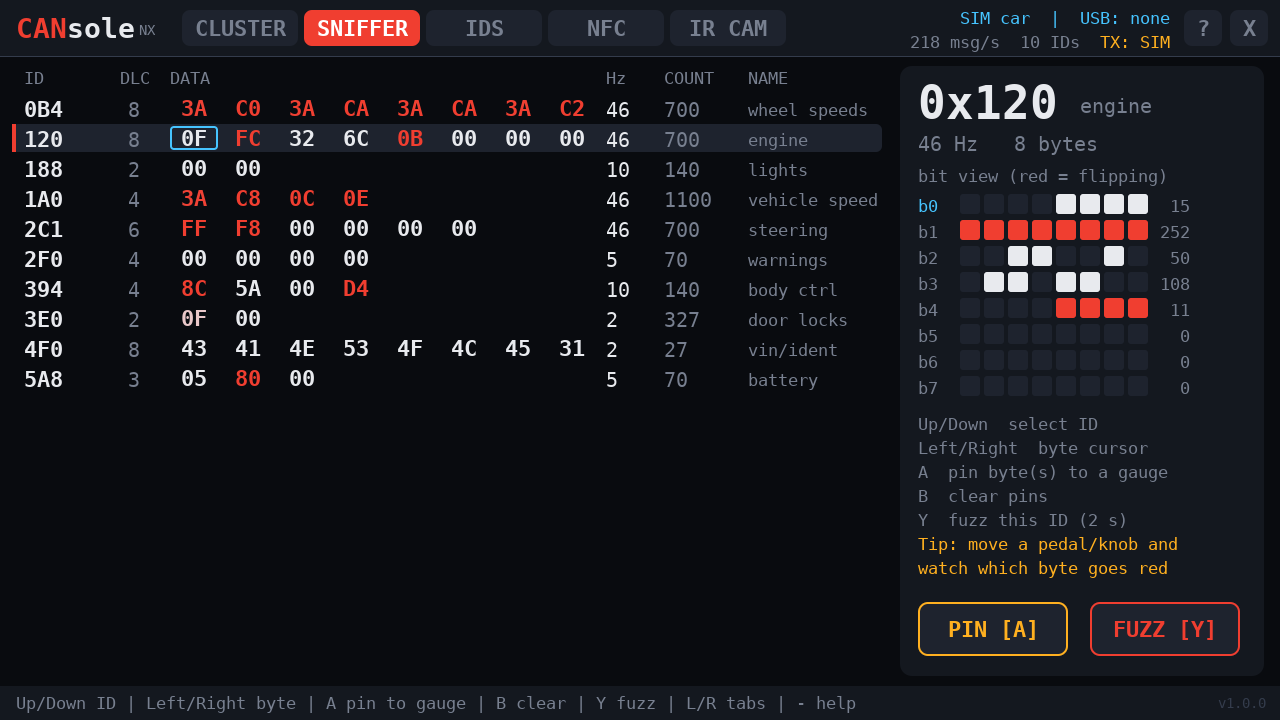 CANsole NX CLUSTER SNIFFER IDS NFC IR CAM SIM car | USB: none ? X
218 msg/s 10 IDs TX: SIM
ID DLC DATA Hz COUNT NAME
0B4 8 3A C0 3A CA 3A CA 3A C2 46 700 wheel speeds
120 8 0F FC 32 6C 0B 00 00 00 46 700 engine
188 2 00 00 10 140 lights
1A0 4 3A C8 0C 0E 46 1100 vehicle speed
2C1 6 FF F8 00 00 00 00 46 700 steering
2F0 4 00 00 00 00 5 70 warnings
394 4 8C 5A 00 D4 10 140 body ctrl
3E0 2 0F 00 2 327 door locks
4F0 8 43 41 4E 53 4F 4C 45 31 2 27 vin/ident
5A8 3 05 80 00 5 70 battery
0x120 engine
46 Hz 8 bytes
bit view (red = flipping)
b0 15
b1 252
b2 50
b3 108
b4 11
b5 0
b6 0
b7 0
Up/Down select ID
Left/Right byte cursor
A pin byte(s) to a gauge
B clear pins
Y fuzz this ID (2 s)
Tip: move a pedal/knob and
watch which byte goes red
PIN [A] FUZZ [Y]
Up/Down ID | Left/Right byte | A pin to gauge | B clear | Y fuzz | L/R tabs | - help v1.0.0